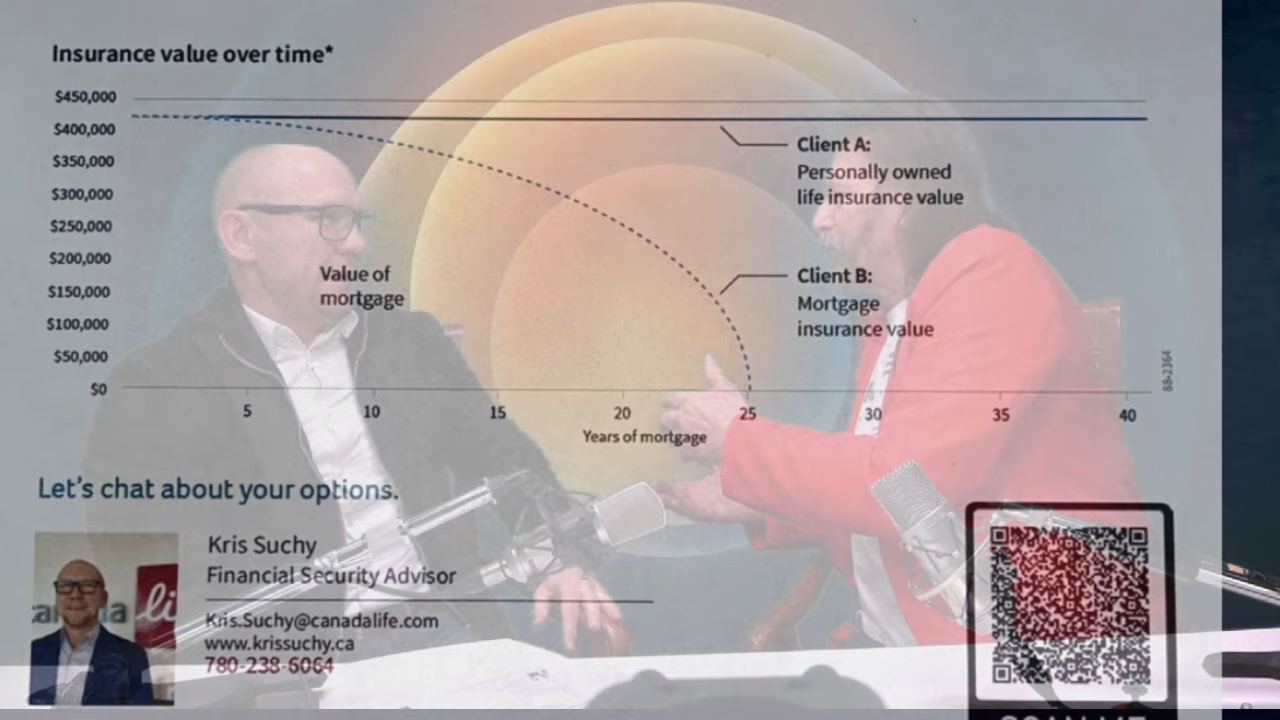 Insurance value over time*
$450,000
$400,000
$350,000
$300,000
$250,000
$200,000
$150,000
$100,000
$50,000
$0
Client A:
Personally owned
life insurance value
Value of
mortgage
Client B:
Mortgage
insurance value
88-2364
5 10 15 20 25 30 35 40
Years of mortgage
Let's chat about your options.
Kris Suchy
Financial Security Advisor
Kris.Suchy@canadalife.com
www.krissuchy.ca
780-238-6064